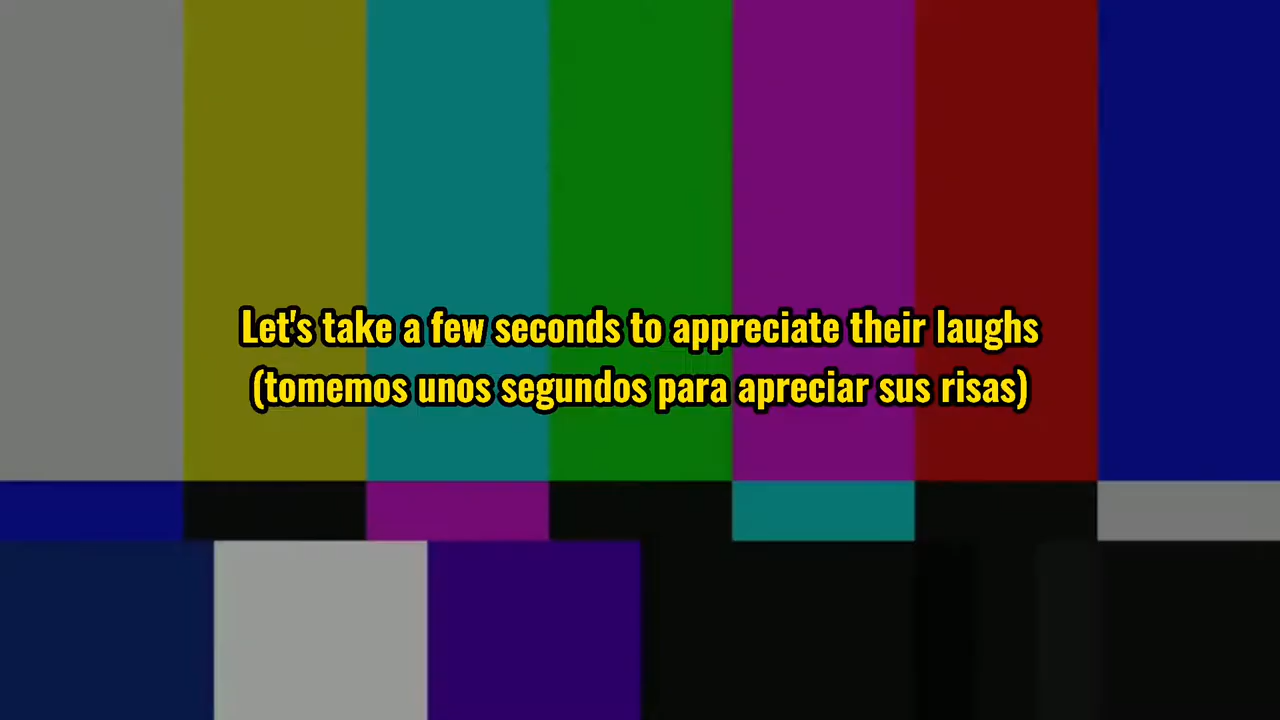 Let's take a few seconds to appreciate their laughs
(tomemos unos segundos para apreciar sus risas)